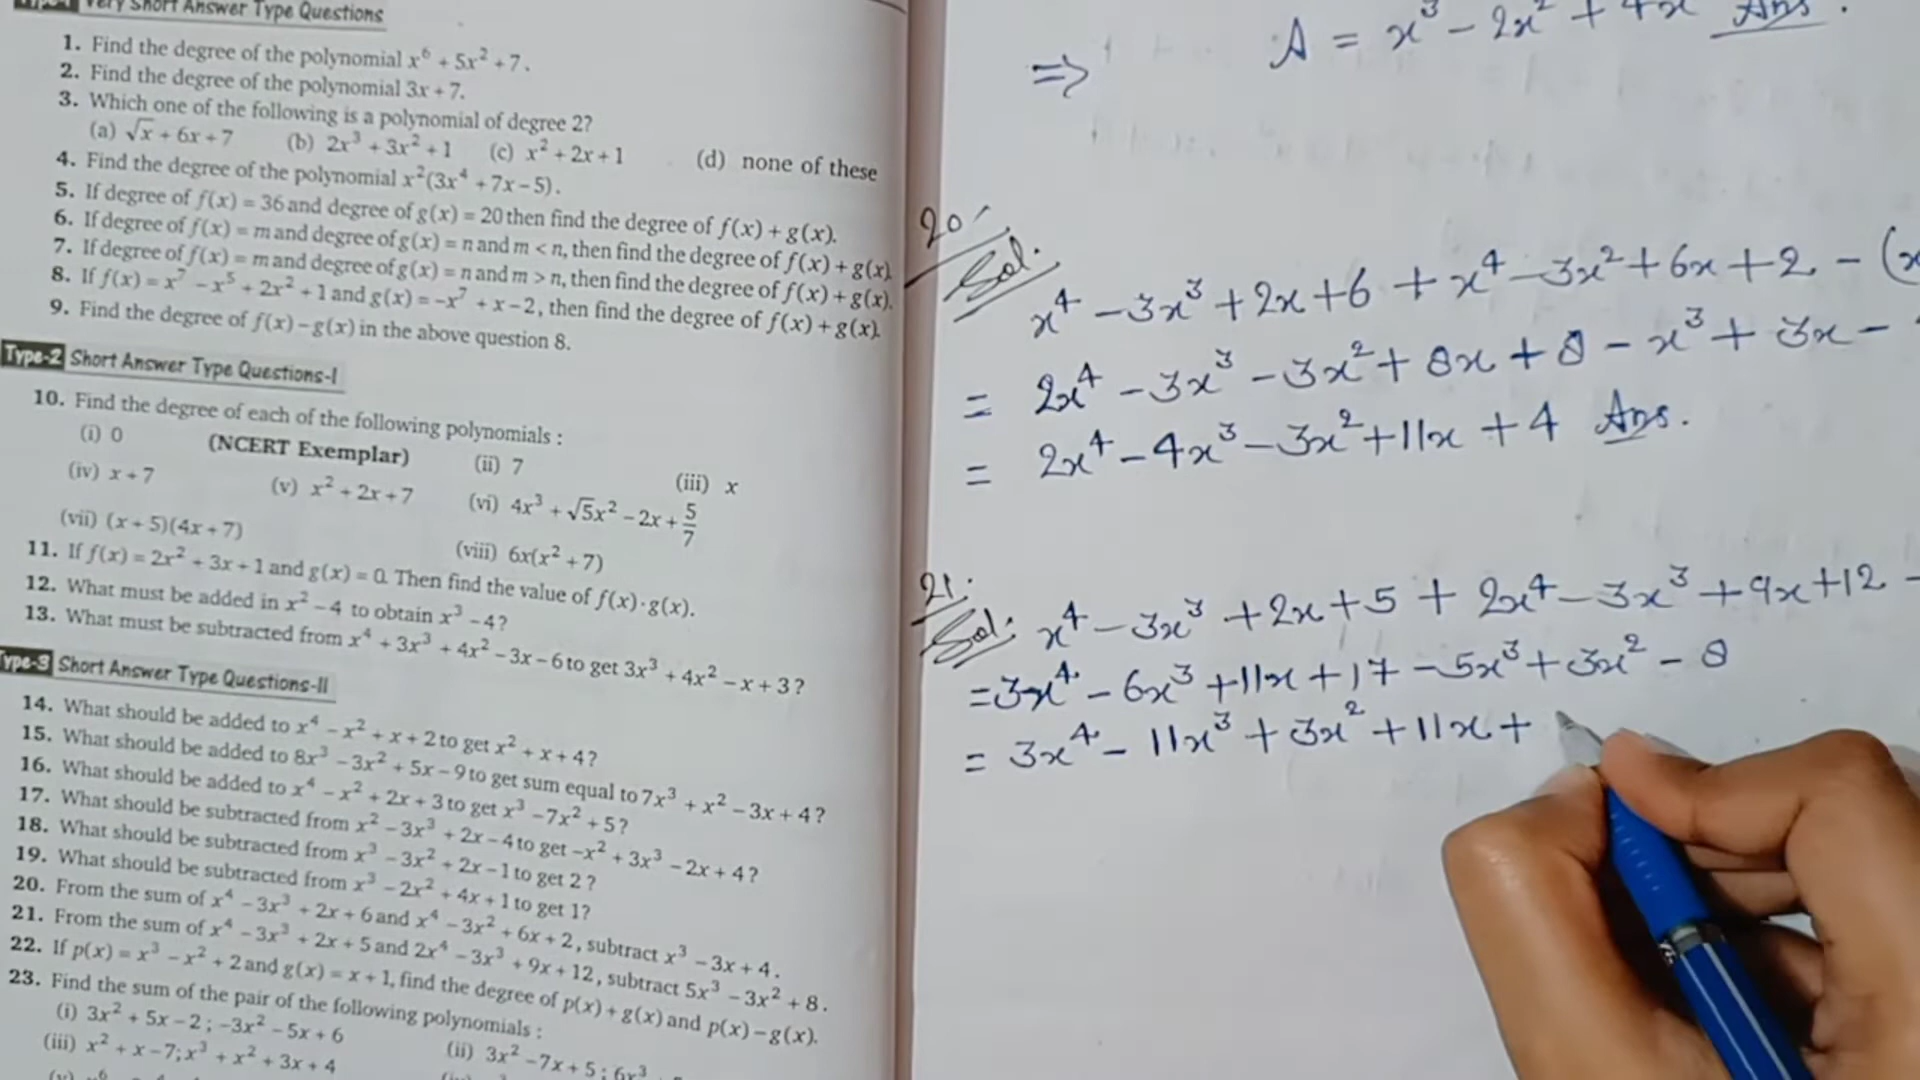 Type-1 Very Short Answer Type Questions
1. Find the degree of the polynomial x⁶ + 5x² + 7.
2. Find the degree of the polynomial 3x + 7.
3. Which one of the following is a polynomial of degree 2?
(a) √x + 6x + 7 (b) 2x³ + 3x² + 1 (c) x² + 2x + 1 (d) none of these
4. Find the degree of the polynomial x²(3x⁴ + 7x – 5).
5. If degree of f(x) = 36 and degree of g(x) = 20 then find the degree of f(x) + g(x).
6. If degree of f(x) = m and degree of g(x) = n and m < n, then find the degree of f(x) + g(x).
7. If degree of f(x) = m and degree of g(x) = n and m > n, then find the degree of f(x) + g(x).
8. If f(x) = x⁷ – x⁵ + 2x² + 1 and g(x) = –x⁷ + x – 2, then find the degree of f(x) + g(x).
9. Find the degree of f(x) – g(x) in the above question 8.
Type-2 Short Answer Type Questions-I
10. Find the degree of each of the following polynomials :
(NCERT Exemplar)
(i) 0 (ii) 7 (iii) x
(iv) x + 7 (v) x² + 2x + 7 (vi) 4x³ + √5x² – 2x + 5/7
(vii) (x + 5)(4x + 7) (viii) 6x(x² + 7)
11. If f(x) = 2x² + 3x + 1 and g(x) = 0. Then find the value of f(x)·g(x).
12. What must be added in x² – 4 to obtain x³ – 4?
13. What must be subtracted from x⁴ + 3x³ + 4x² – 3x – 6 to get 3x³ + 4x² – x + 3?
Type-3 Short Answer Type Questions-II
14. What should be added to x⁴ – x² + x + 2 to get x² + x + 4?
15. What should be added to 8x³ – 3x² + 5x – 9 to get sum equal to 7x³ + x² – 3x + 4?
16. What should be added to x⁴ – x² + 2x + 3 to get x³ – 7x² + 5?
17. What should be subtracted from x² – 3x³ + 2x – 4 to get –x² + 3x³ – 2x + 4?
18. What should be subtracted from x³ – 3x² + 2x – 1 to get 2?
19. What should be subtracted from x³ – 2x² + 4x + 1 to get 1?
20. From the sum of x⁴ – 3x³ + 2x + 6 and x⁴ – 3x² + 6x + 2, subtract x³ – 3x + 4.
21. From the sum of x⁴ – 3x³ + 2x + 5 and 2x⁴ – 3x³ + 9x + 12, subtract 5x³ – 3x² + 8.
22. If p(x) = x³ – x² + 2 and g(x) = x + 1, find the degree of p(x) + g(x) and p(x) – g(x).
23. Find the sum of the pair of the following polynomials :
(i) 3x² + 5x – 2 ; –3x² – 5x + 6 (ii) 3x² – 7x + 5 ; 6x³
(iii) x² + x – 7; x³ + x² + 3x + 4
⇒ A = x³ – 2x² + 4x Ans.
20.
Sol. x⁴ – 3x³ + 2x + 6 + x⁴ – 3x² + 6x + 2 – (x
= 2x⁴ – 3x³ – 3x² + 8x + 8 – x³ + 3x –
= 2x⁴ – 4x³ – 3x² + 11x + 4 Ans.
21.
Sol. x⁴ – 3x³ + 2x + 5 + 2x⁴ – 3x³ + 9x + 12 –
= 3x⁴ – 6x³ + 11x + 17 – 5x³ + 3x² – 8
= 3x⁴ – 11x³ + 3x² + 11x +